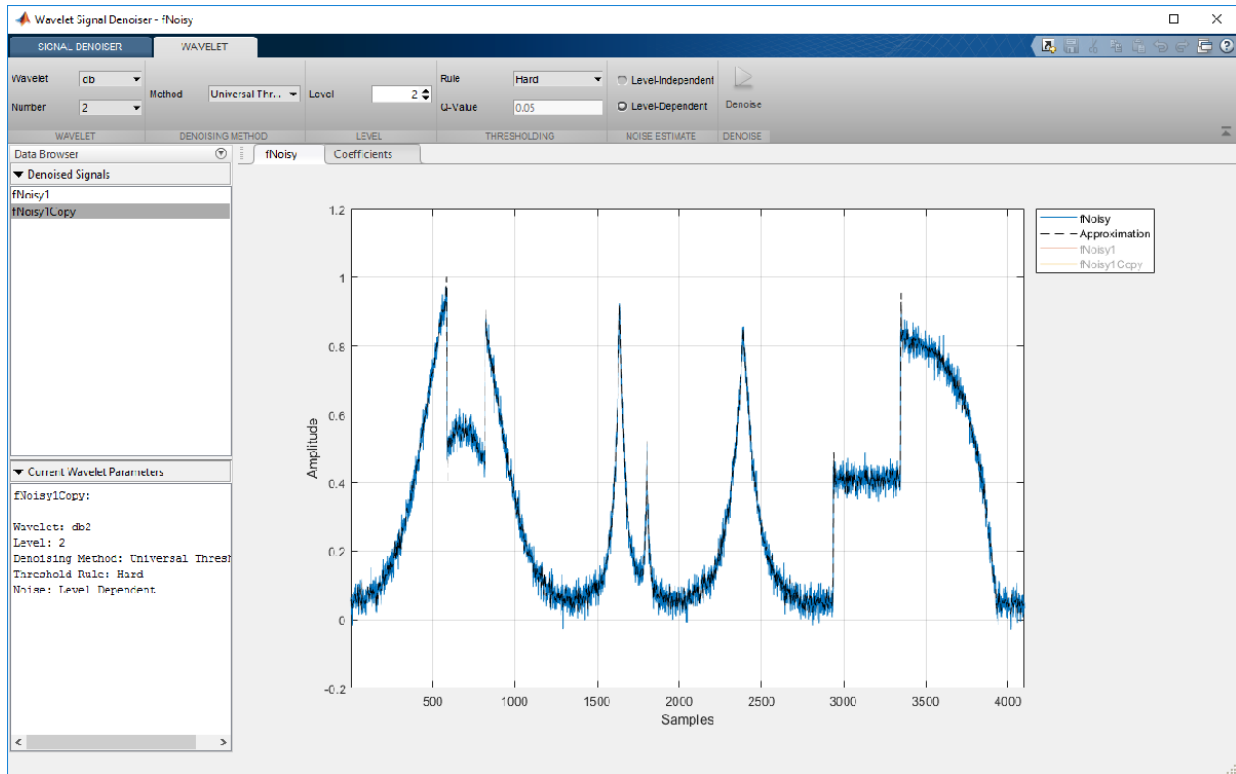 Wavelet Signal Denoiser - fNoisy
SIGNAL DENOISER WAVELET
Wavelet db
Number 2
Method Universal Thr...
Level 2
Rule Hard
Q-Value 0.05
Level-Independent
Level-Dependent
Denoise
WAVELET DENOISING METHOD LEVEL THRESHOLDING NOISE ESTIMATE DENOISE
Data Browser
Denoised Signals
fNoisy1
fNoisy1Copy
Current Wavelet Parameters
fNoisy1Copy:
Wavelet: db2
Level: 2
Denoising Method: Universal Thresh
Threshold Rule: Hard
Noise: Level Dependent
fNoisy Coefficients
1.2
1
0.8
0.6
0.4
0.2
0
-0.2
Amplitude
500 1000 1500 2000 2500 3000 3500 4000
Samples
fNoisy
Approximation
fNoisy1
fNoisy1Copy